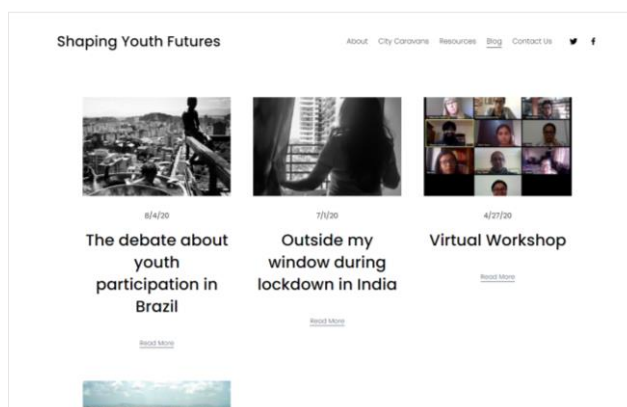 Shaping Youth Futures
About City Caravans Resources Blog Contact Us
8/4/20
The debate about
youth
participation in
Brazil
Read More
7/1/20
Outside my
window during
lockdown in India
Read More
4/27/20
Virtual Workshop
Read More